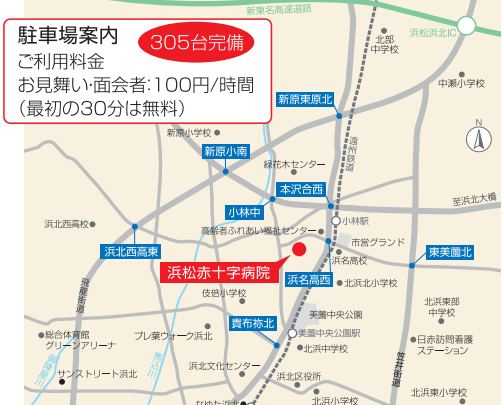 新東名高速道路
浜松浜北IC
駐車場案内
305台完備
ご利用料金
お見舞い・面会者：100円/時間
（最初の30分は無料）
北部
中学校
中瀬小学校
N
新原東原北
新原小学校
遠州鉄道
新原小南
緑花木センター
本沢合西
至浜北大橋
小林中
小林駅
浜北西高校
高齢者ふれあい福祉センター
市営グランド
浜北西高東
東美薗北
浜名高校
浜松赤十字病院
浜名高西
北浜北小学校
飛龍街道
伎倍小学校
北浜東部
中学校
美薗中央公園
貴布祢北
美薗中央公園駅
総合体育館
グリーンアリーナ
プレ葉ウォーク浜北
北浜中学校
日赤訪問看護
ステーション
笠井街道
サンストリート浜北
浜北文化センター
浜北区役所
北浜小学校
北浜東小学校
なゆた浜北